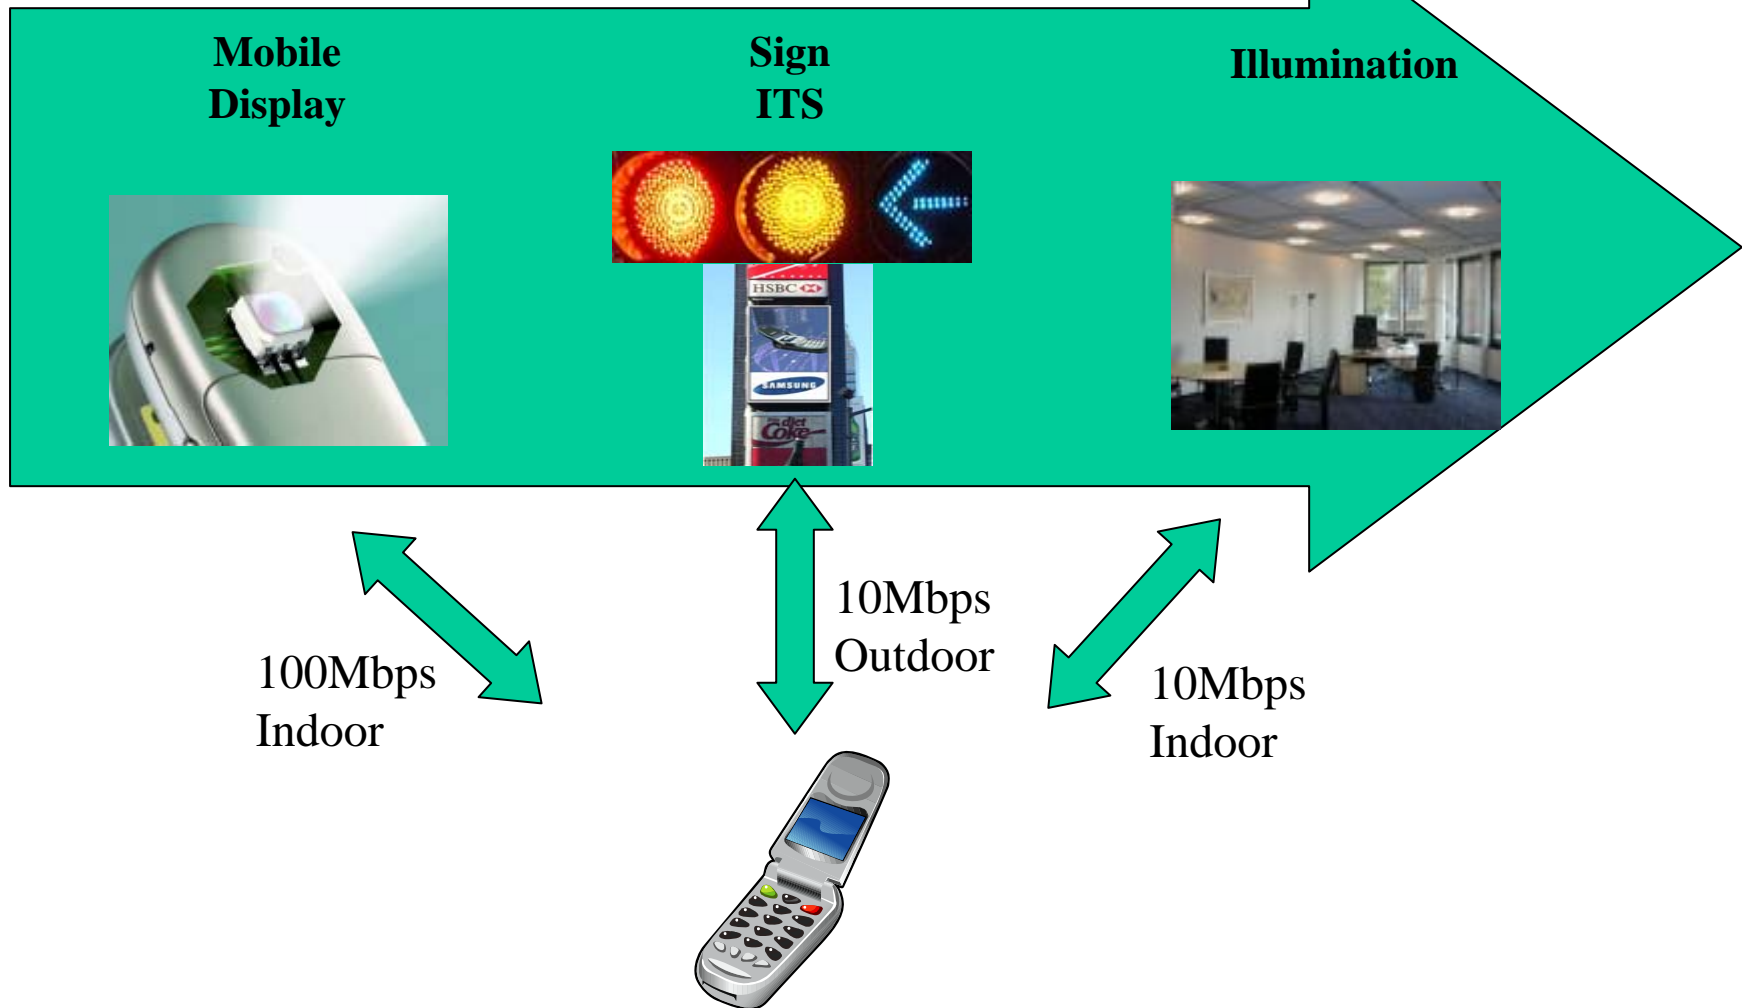 Mobile
Display
Sign
ITS
Illumination
HSBC
SAMSUNG
diet
Coke
100Mbps
Indoor
10Mbps
Outdoor
10Mbps
Indoor